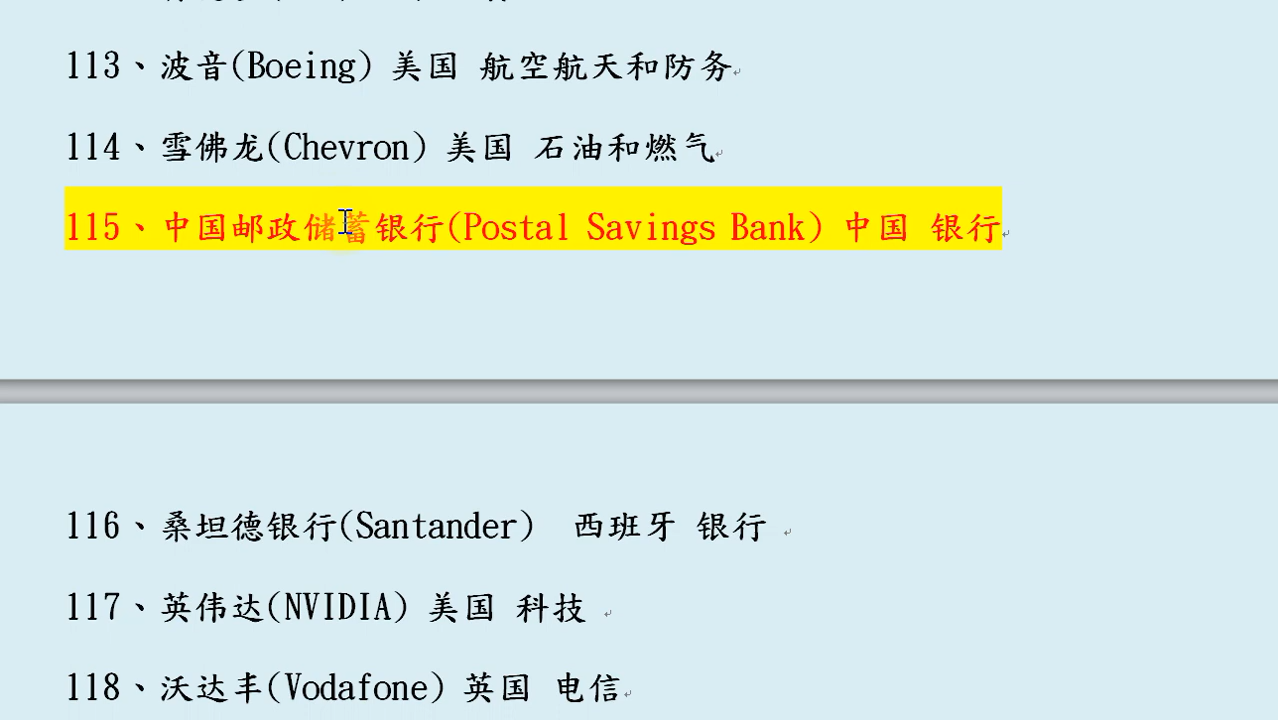 113、波音(Boeing) 美国 航空航天和防务
114、雪佛龙(Chevron) 美国 石油和燃气
115、中国邮政储蓄银行(Postal Savings Bank) 中国 银行
116、桑坦德银行(Santander) 西班牙 银行
117、英伟达(NVIDIA) 美国 科技
118、沃达丰(Vodafone) 英国 电信